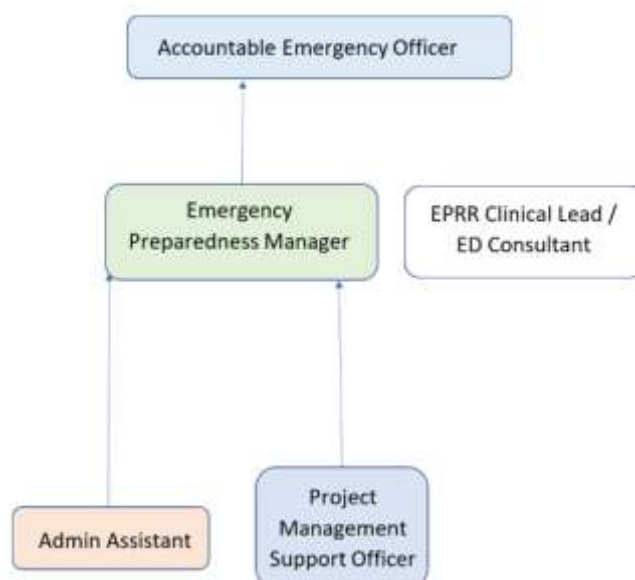 Accountable Emergency Officer
Emergency
Preparedness Manager
EPRR Clinical Lead /
ED Consultant
Admin Assistant
Project
Management
Support Officer